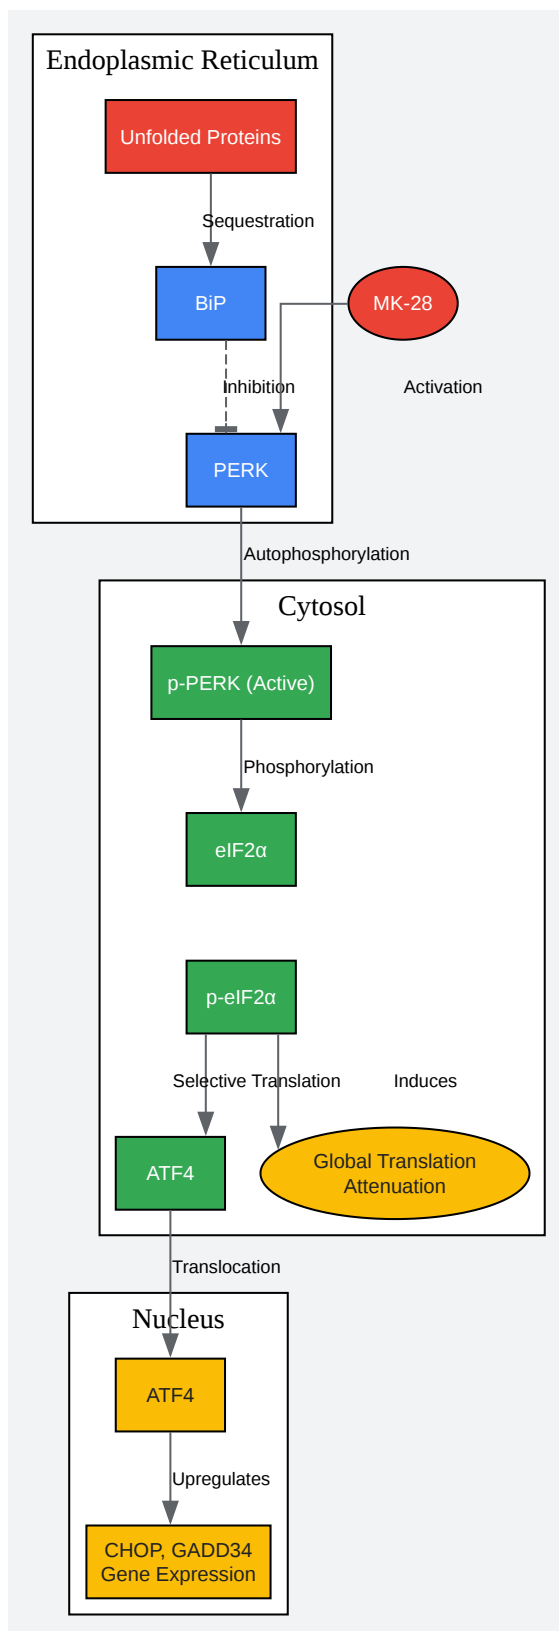 Endoplasmic Reticulum
Unfolded Proteins
Sequestration
BiP
MK-28
Inhibition
Activation
PERK
Autophosphorylation
Cytosol
p-PERK (Active)
Phosphorylation
eIF2α
p-eIF2α
Selective Translation
Induces
ATF4
Global Translation
Attenuation
Translocation
Nucleus
ATF4
Upregulates
CHOP, GADD34
Gene Expression